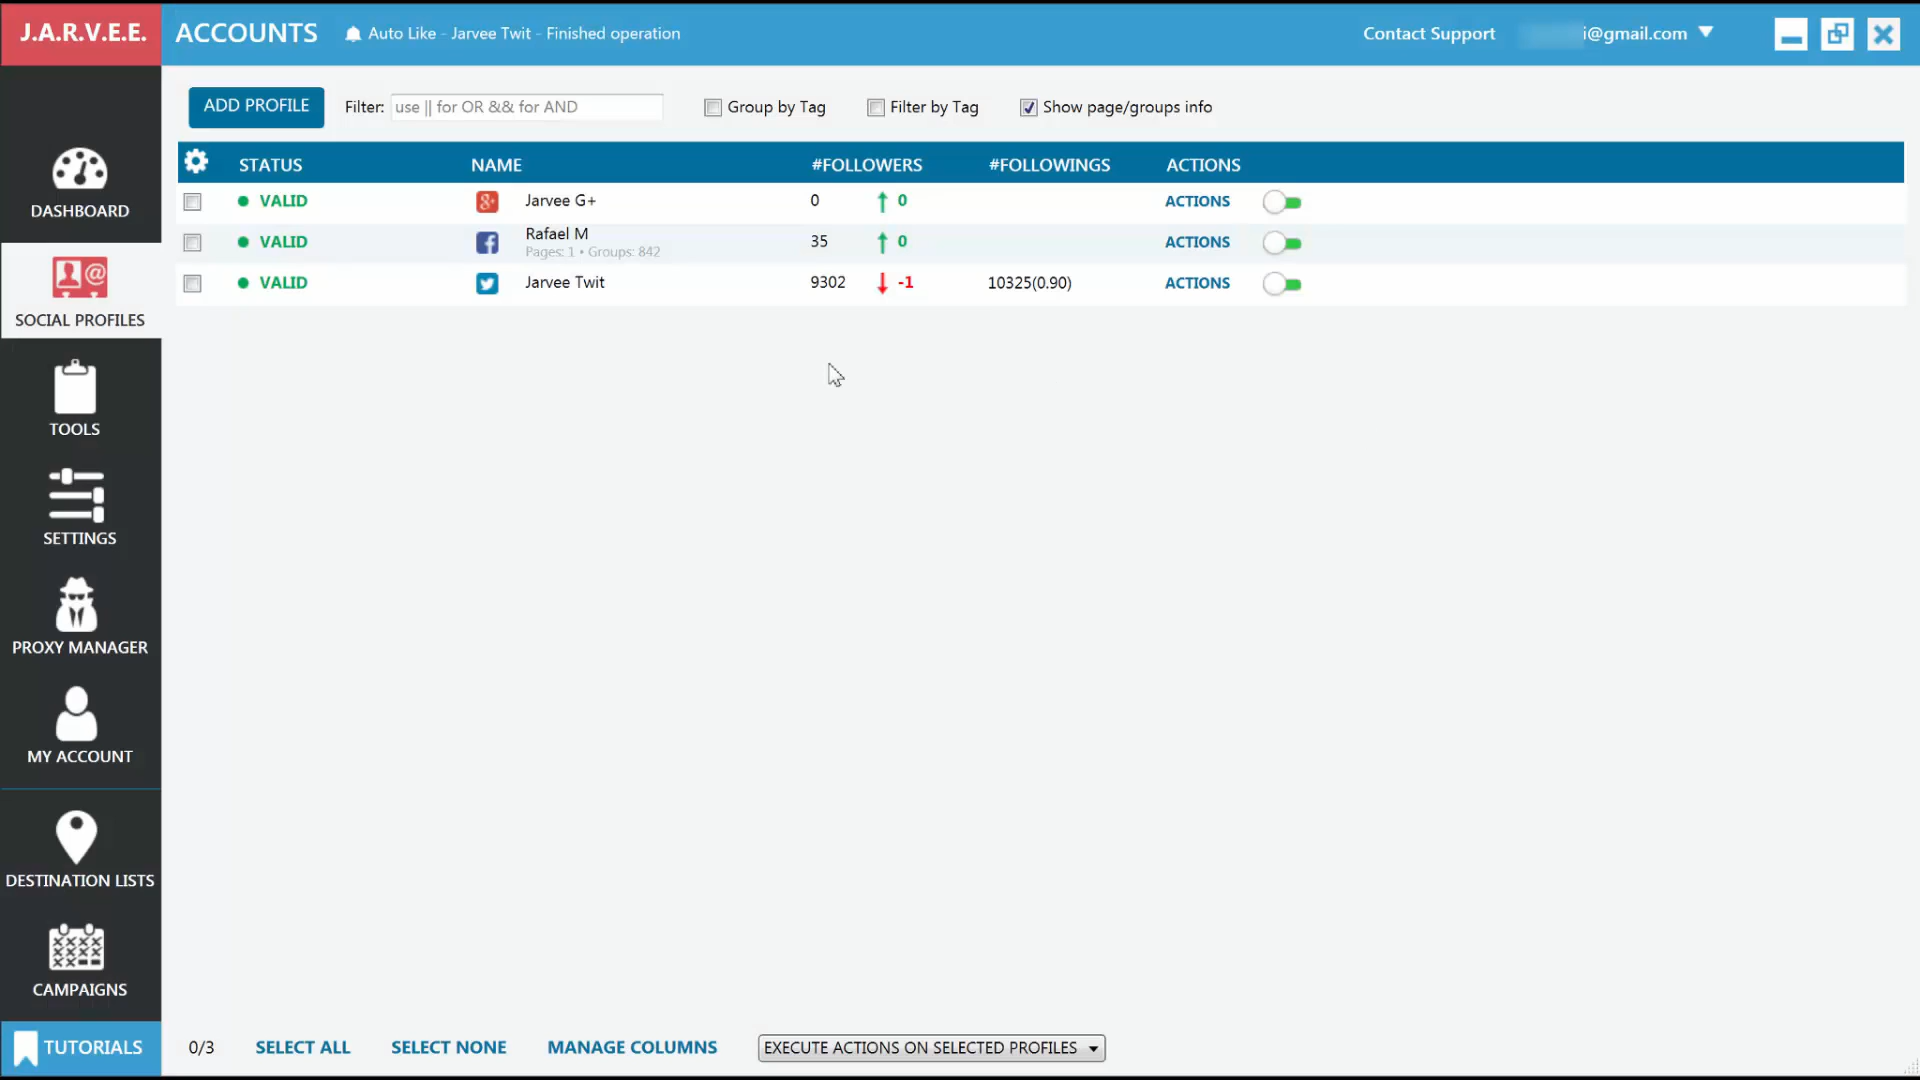 J.A.R.V.E.E. ACCOUNTS Auto Like - Jarvee Twit - Finished operation Contact Support i@gmail.com
ADD PROFILE Filter: use || for OR && for AND Group by Tag Filter by Tag Show page/groups info
STATUS NAME #FOLLOWERS #FOLLOWINGS ACTIONS
VALID Jarvee G+ 0 0 ACTIONS
VALID Rafael M 35 0 ACTIONS
Pages: 1 • Groups: 842
VALID Jarvee Twit 9302 -1 10325(0.90) ACTIONS
DASHBOARD
SOCIAL PROFILES
TOOLS
SETTINGS
PROXY MANAGER
MY ACCOUNT
DESTINATION LISTS
CAMPAIGNS
TUTORIALS
0/3 SELECT ALL SELECT NONE MANAGE COLUMNS EXECUTE ACTIONS ON SELECTED PROFILES